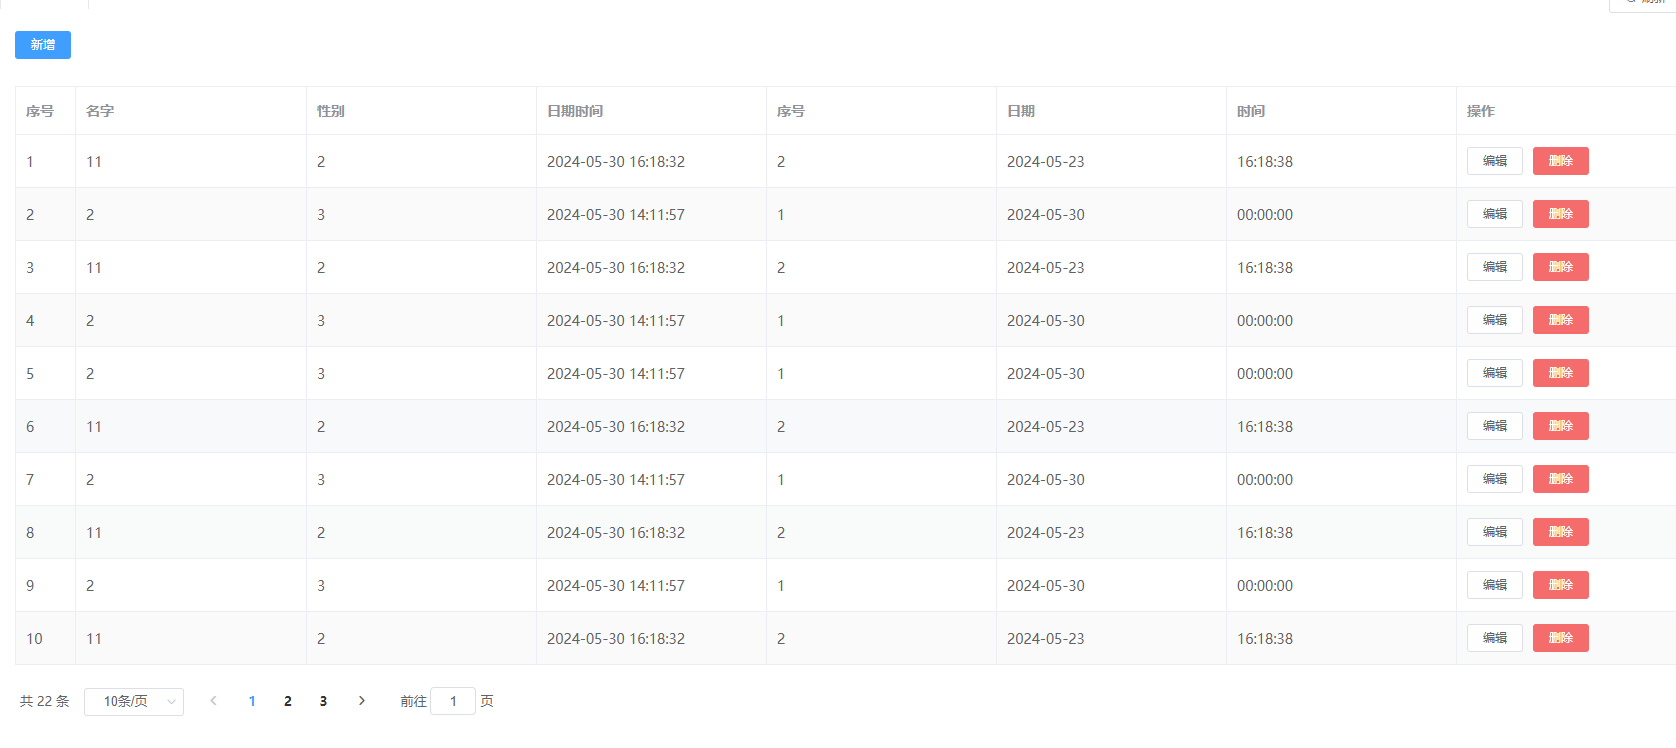 新增
序号 名字 性别 日期时间 序号 日期 时间 操作
1 11 2 2024-05-30 16:18:32 2 2024-05-23 16:18:38 编辑 删除
2 2 3 2024-05-30 14:11:57 1 2024-05-30 00:00:00 编辑 删除
3 11 2 2024-05-30 16:18:32 2 2024-05-23 16:18:38 编辑 删除
4 2 3 2024-05-30 14:11:57 1 2024-05-30 00:00:00 编辑 删除
5 2 3 2024-05-30 14:11:57 1 2024-05-30 00:00:00 编辑 删除
6 11 2 2024-05-30 16:18:32 2 2024-05-23 16:18:38 编辑 删除
7 2 3 2024-05-30 14:11:57 1 2024-05-30 00:00:00 编辑 删除
8 11 2 2024-05-30 16:18:32 2 2024-05-23 16:18:38 编辑 删除
9 2 3 2024-05-30 14:11:57 1 2024-05-30 00:00:00 编辑 删除
10 11 2 2024-05-30 16:18:32 2 2024-05-23 16:18:38 编辑 删除
共 22 条 10条/页 1 2 3 前往 1 页